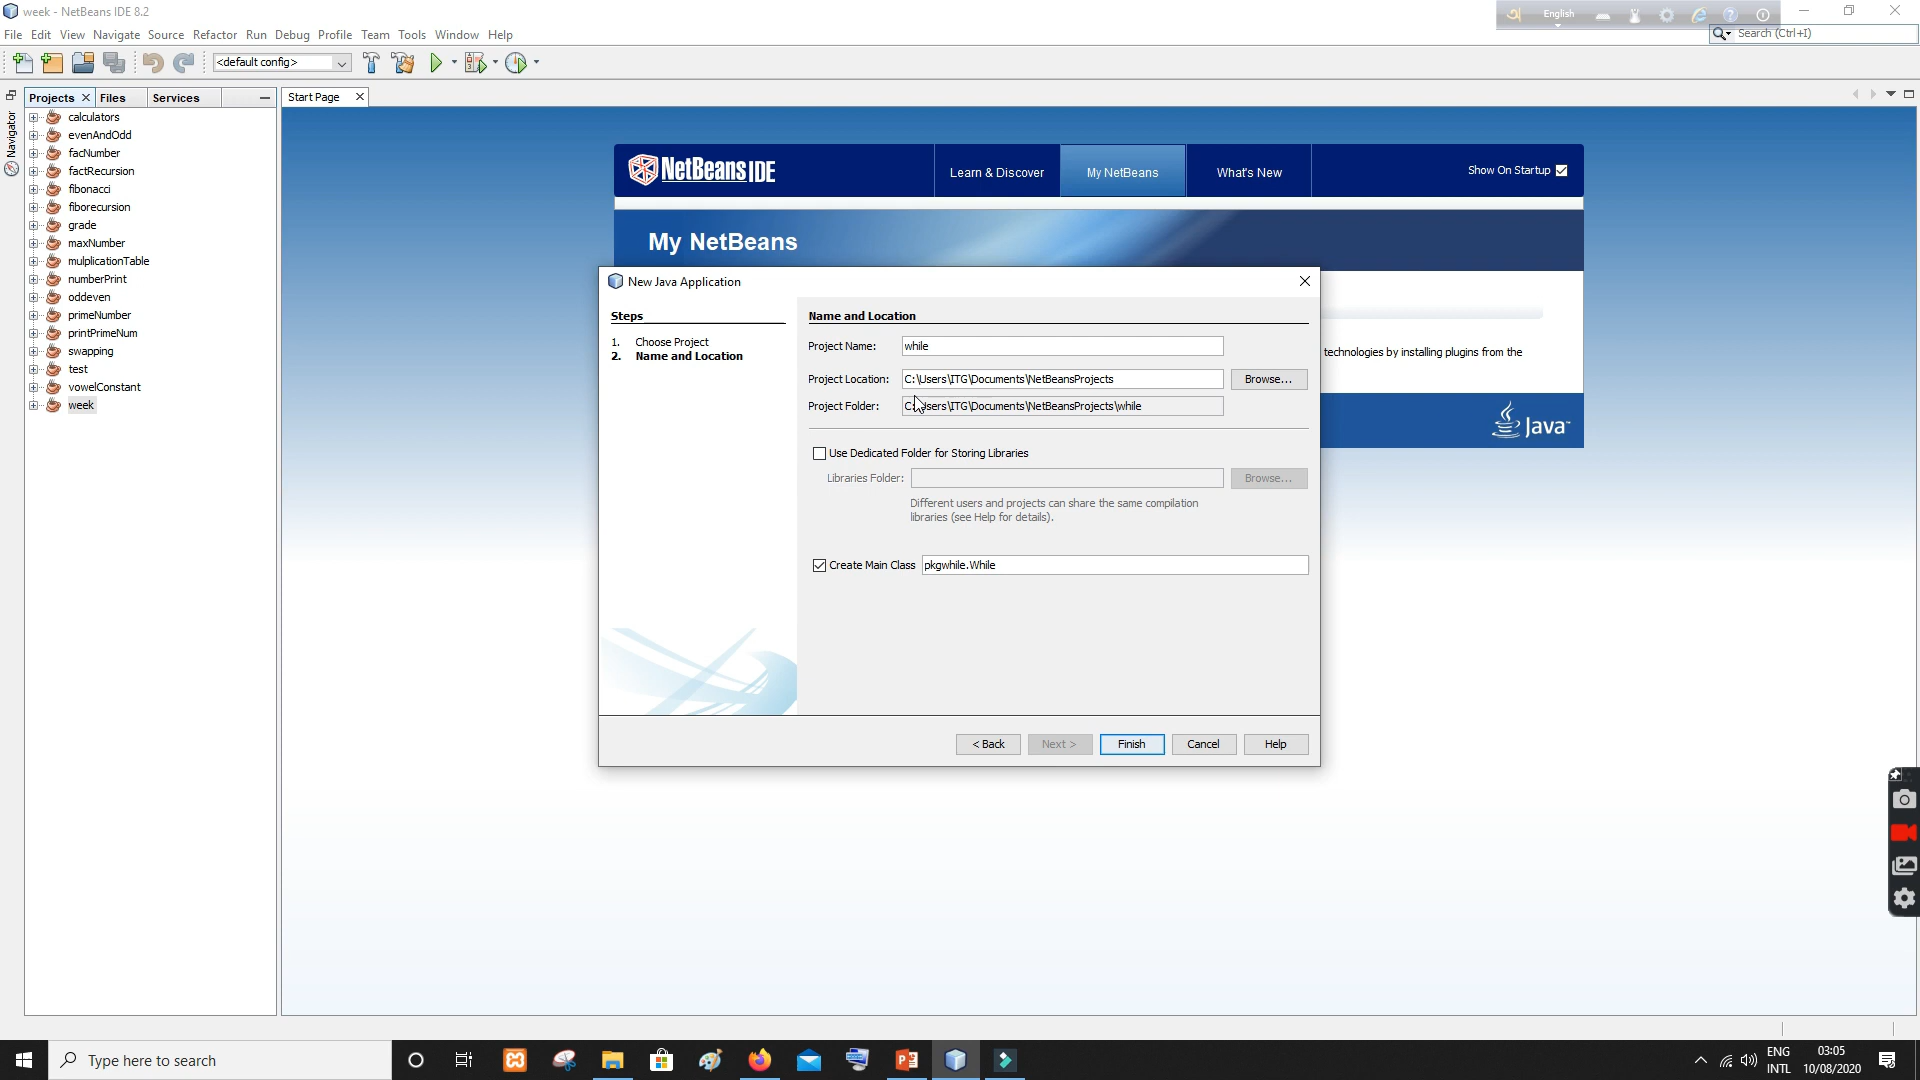 week - NetBeans IDE 8.2
English
File Edit View Navigate Source Refactor Run Debug Profile Team Tools Window Help
Search (Ctrl+I)
<default config>
Projects Files Services
Start Page
Navigator
calculators
evenAndOdd
facNumber
factRecursion
fibonacci
fiborecursion
grade
maxNumber
mulplicationTable
numberPrint
oddeven
primeNumber
printPrimeNum
swapping
test
vowelConstant
week
NetBeans IDE
Learn & Discover
My NetBeans
What's New
Show On Startup
My NetBeans
technologies by installing plugins from the
Java™
New Java Application
Steps
1. Choose Project
2. Name and Location
Name and Location
Project Name: while
Project Location: C:\Users\ITG\Documents\NetBeansProjects Browse...
Project Folder: C:\Users\ITG\Documents\NetBeansProjects\while
Use Dedicated Folder for Storing Libraries
Libraries Folder: Browse...
Different users and projects can share the same compilation
libraries (see Help for details).
Create Main Class pkgwhile.While
< Back Next > Finish Cancel Help
Type here to search
ENG
INTL
03:05
10/08/2020